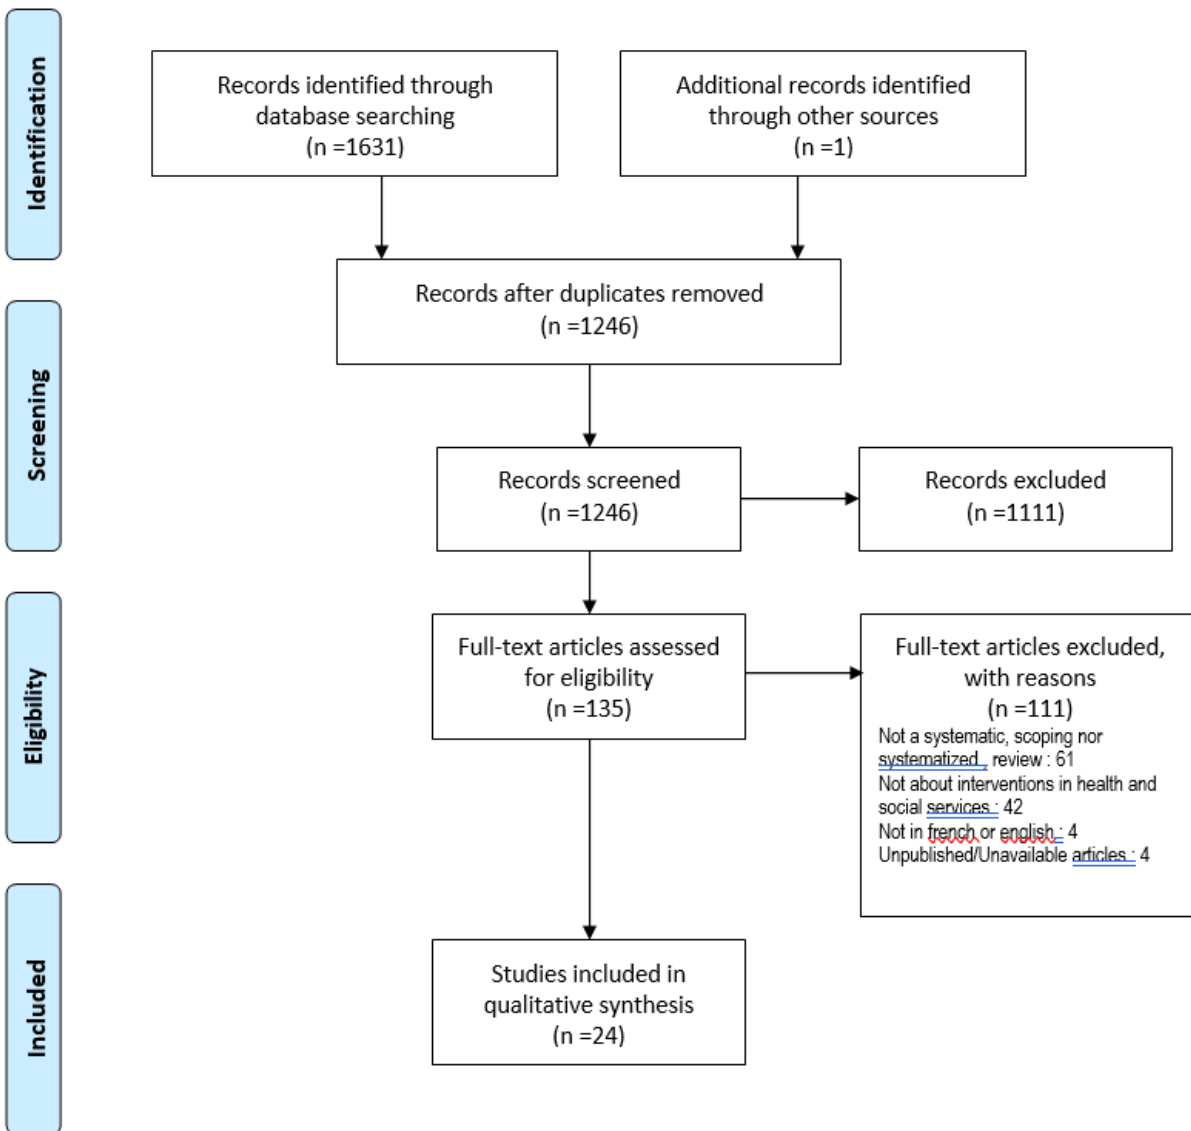 Identification
Records identified through
database searching
(n =1631)
Additional records identified
through other sources
(n =1)
Records after duplicates removed
(n =1246)
Screening
Records screened
(n =1246)
Records excluded
(n =1111)
Eligibility
Full-text articles assessed
for eligibility
(n =135)
Full-text articles excluded,
with reasons
(n =111)
Not a systematic, scoping nor
systematized , review : 61
Not about interventions in health and
social services : 42
Not in french or english : 4
Unpublished/Unavailable articles : 4
Included
Studies included in
qualitative synthesis
(n =24)